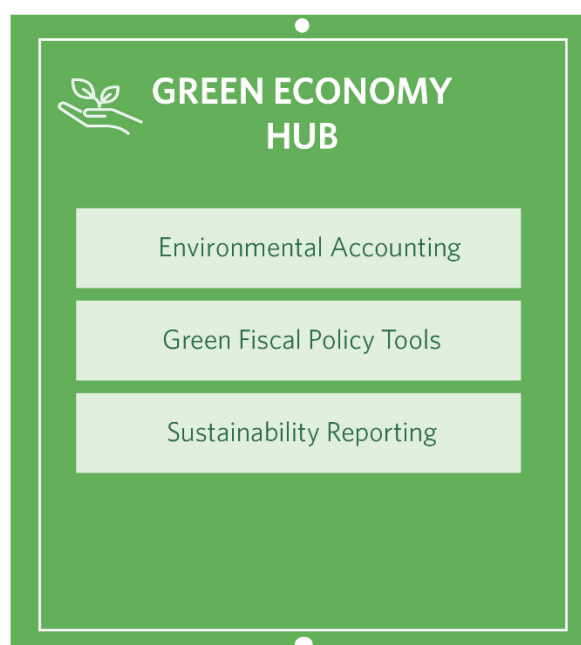 GREEN ECONOMY
HUB
Environmental Accounting
Green Fiscal Policy Tools
Sustainability Reporting